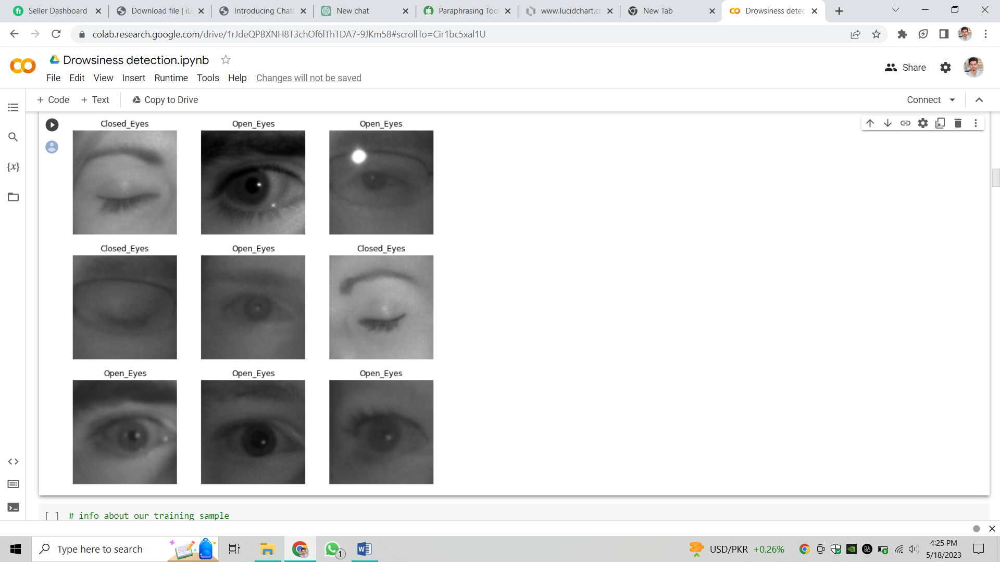 Seller Dashboard
Download file | iLo
Introducing ChatG
New chat
Paraphrasing Too
www.lucidchart.co
New Tab
Drowsiness detec
colab.research.google.com/drive/1rJdeQPBXNH8T3chOf6lThTDA7-9JKm58#scrollTo=Cir1bc5xal1U
Drowsiness detection.ipynb
File Edit View Insert Runtime Tools Help Changes will not be saved
Share
+ Code + Text Copy to Drive
Connect
{x}
Closed_Eyes Open_Eyes Open_Eyes
Closed_Eyes Open_Eyes Closed_Eyes
Open_Eyes Open_Eyes Open_Eyes
[ ] # info about our training sample
Type here to search
1
W
USD/PKR +0.26%
4:25 PM
5/18/2023